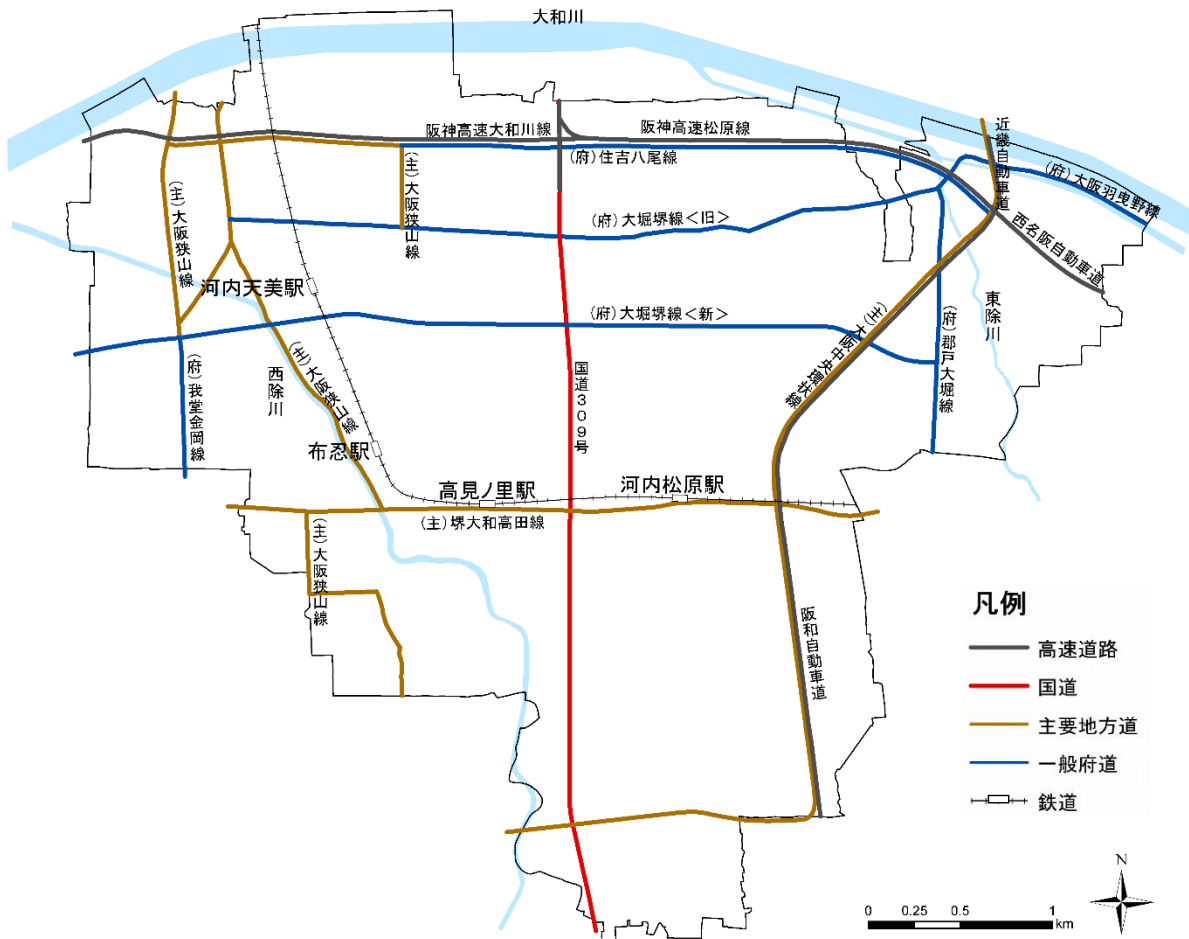 大和川
近畿自動車道
阪神高速大和川線
阪神高速松原線
(府)住吉八尾線
(府)大阪羽曳野線
(主)大阪狭山線
(主)大阪狭山線
(府)大堀堺線<旧>
西名阪自動車道
河内天美駅
東除川
(府)大堀堺線<新>
(主)大阪中央環状線
(府)郡戸大堀線
(府)我堂金岡線
西除川
(主)大阪狭山線
国道309号
布忍駅
高見ノ里駅
河内松原駅
(主)堺大和高田線
(主)大阪狭山線
阪和自動車道
凡例
高速道路
国道
主要地方道
一般府道
鉄道
N
0 0.25 0.5 1
km